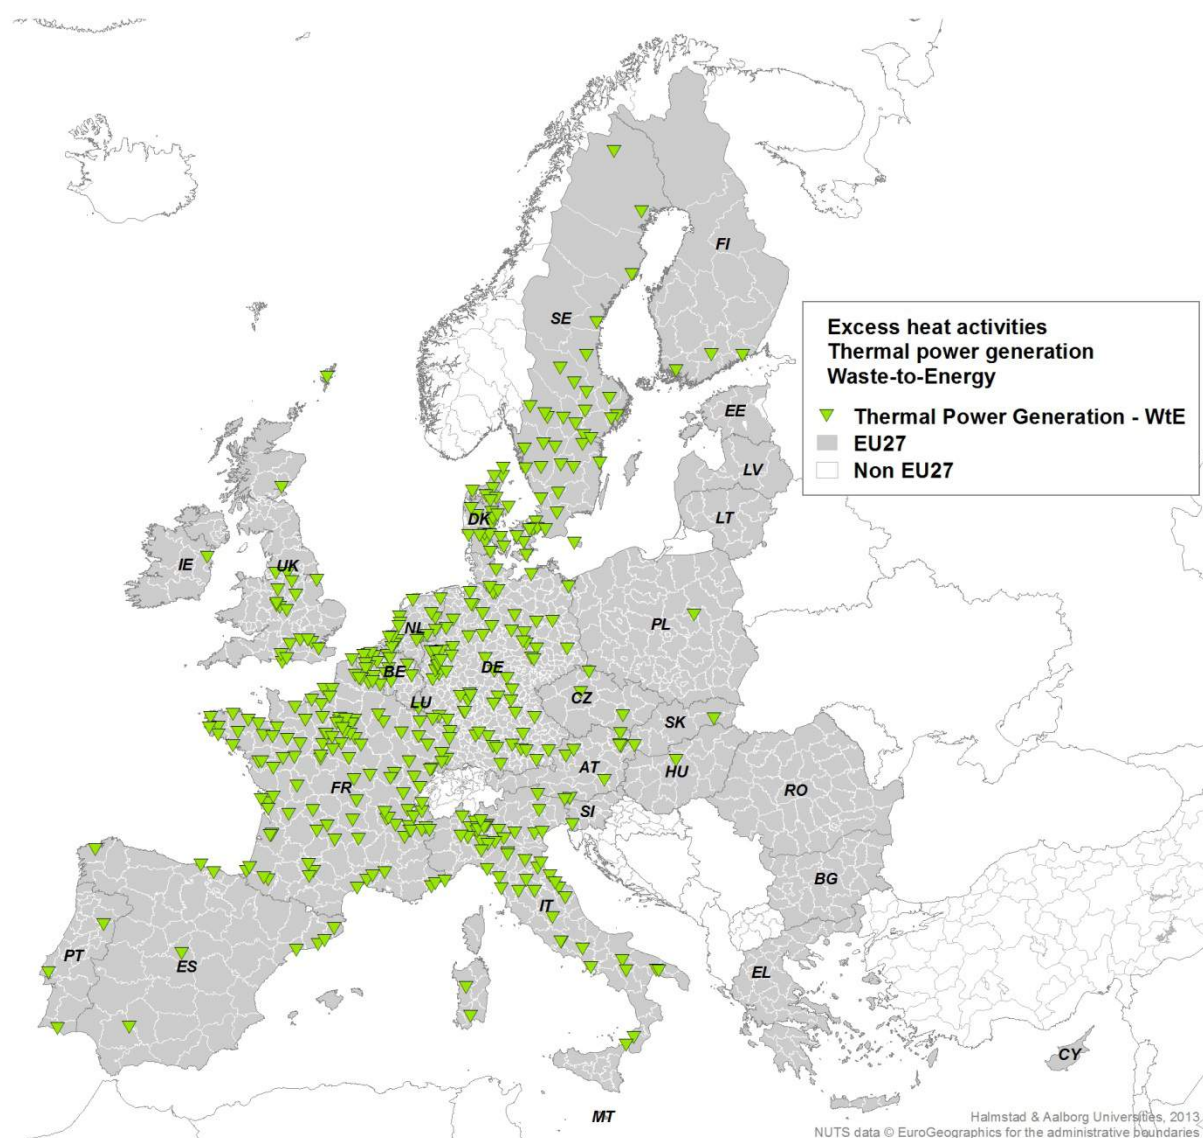 FI
SE
Excess heat activities
Thermal power generation
Waste-to-Energy
Thermal Power Generation - WtE
EU27
Non EU27
EE
LV
LT
DK
IE
UK
NL
PL
BE
DE
LU
CZ
SK
AT
HU
FR
SI
RO
BG
IT
PT
ES
EL
CY
MT
Halmstad & Aalborg Universities, 2013
NUTS data © EuroGeographics for the administrative boundaries